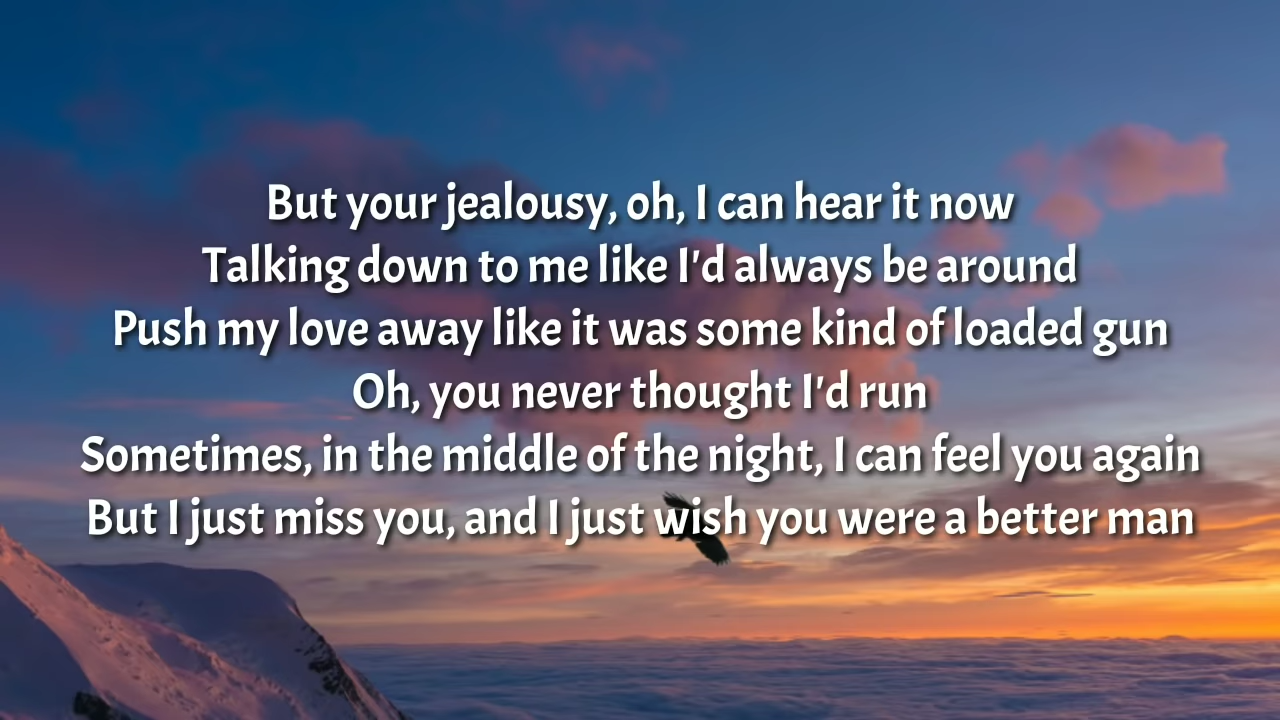 But your jealousy, oh, I can hear it now
Talking down to me like I'd always be around
Push my love away like it was some kind of loaded gun
Oh, you never thought I'd run
Sometimes, in the middle of the night, I can feel you again
But I just miss you, and I just wish you were a better man